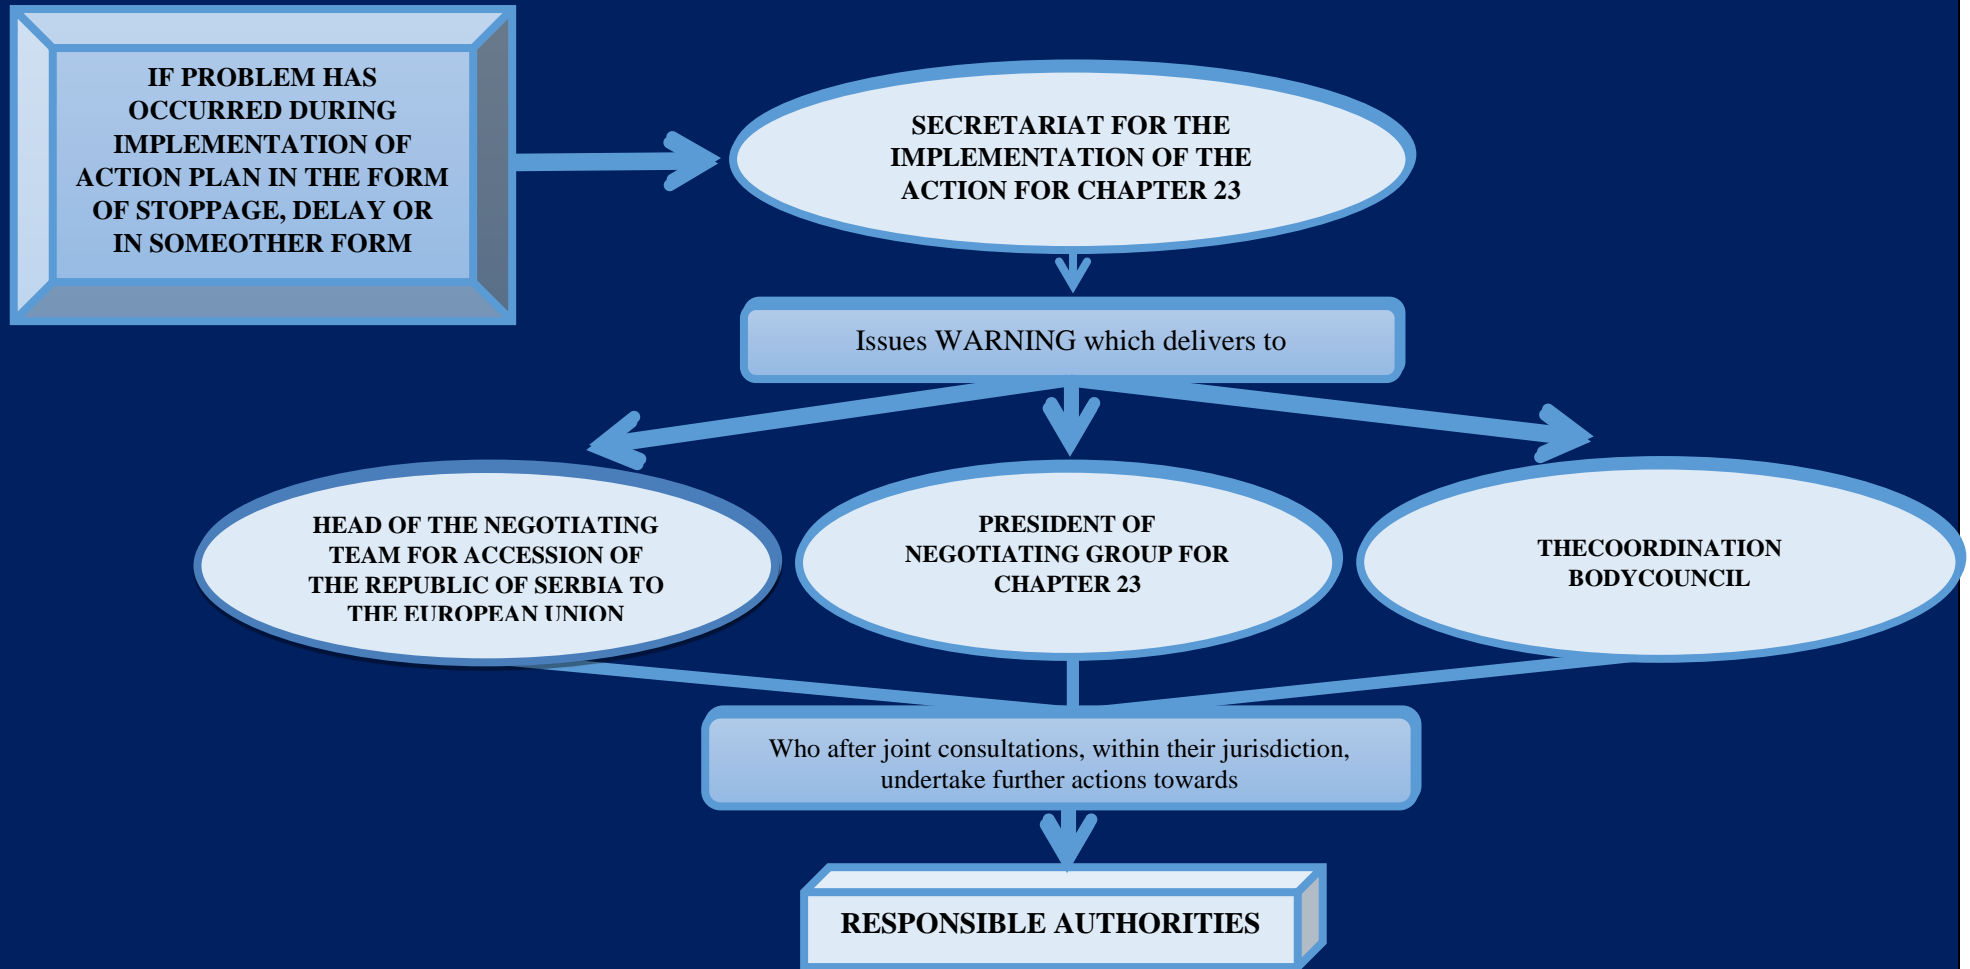 IF PROBLEM HAS
OCCURRED DURING
IMPLEMENTATION OF
ACTION PLAN IN THE FORM
OF STOPPAGE, DELAY OR
IN SOMEOTHER FORM
SECRETARIAT FOR THE
IMPLEMENTATION OF THE
ACTION FOR CHAPTER 23
Issues WARNING which delivers to
HEAD OF THE NEGOTIATING
TEAM FOR ACCESSION OF
THE REPUBLIC OF SERBIA TO
THE EUROPEAN UNION
PRESIDENT OF
NEGOTIATING GROUP FOR
CHAPTER 23
THECOORDINATION
BODYCOUNCIL
Who after joint consultations, within their jurisdiction,
undertake further actions towards
RESPONSIBLE AUTHORITIES